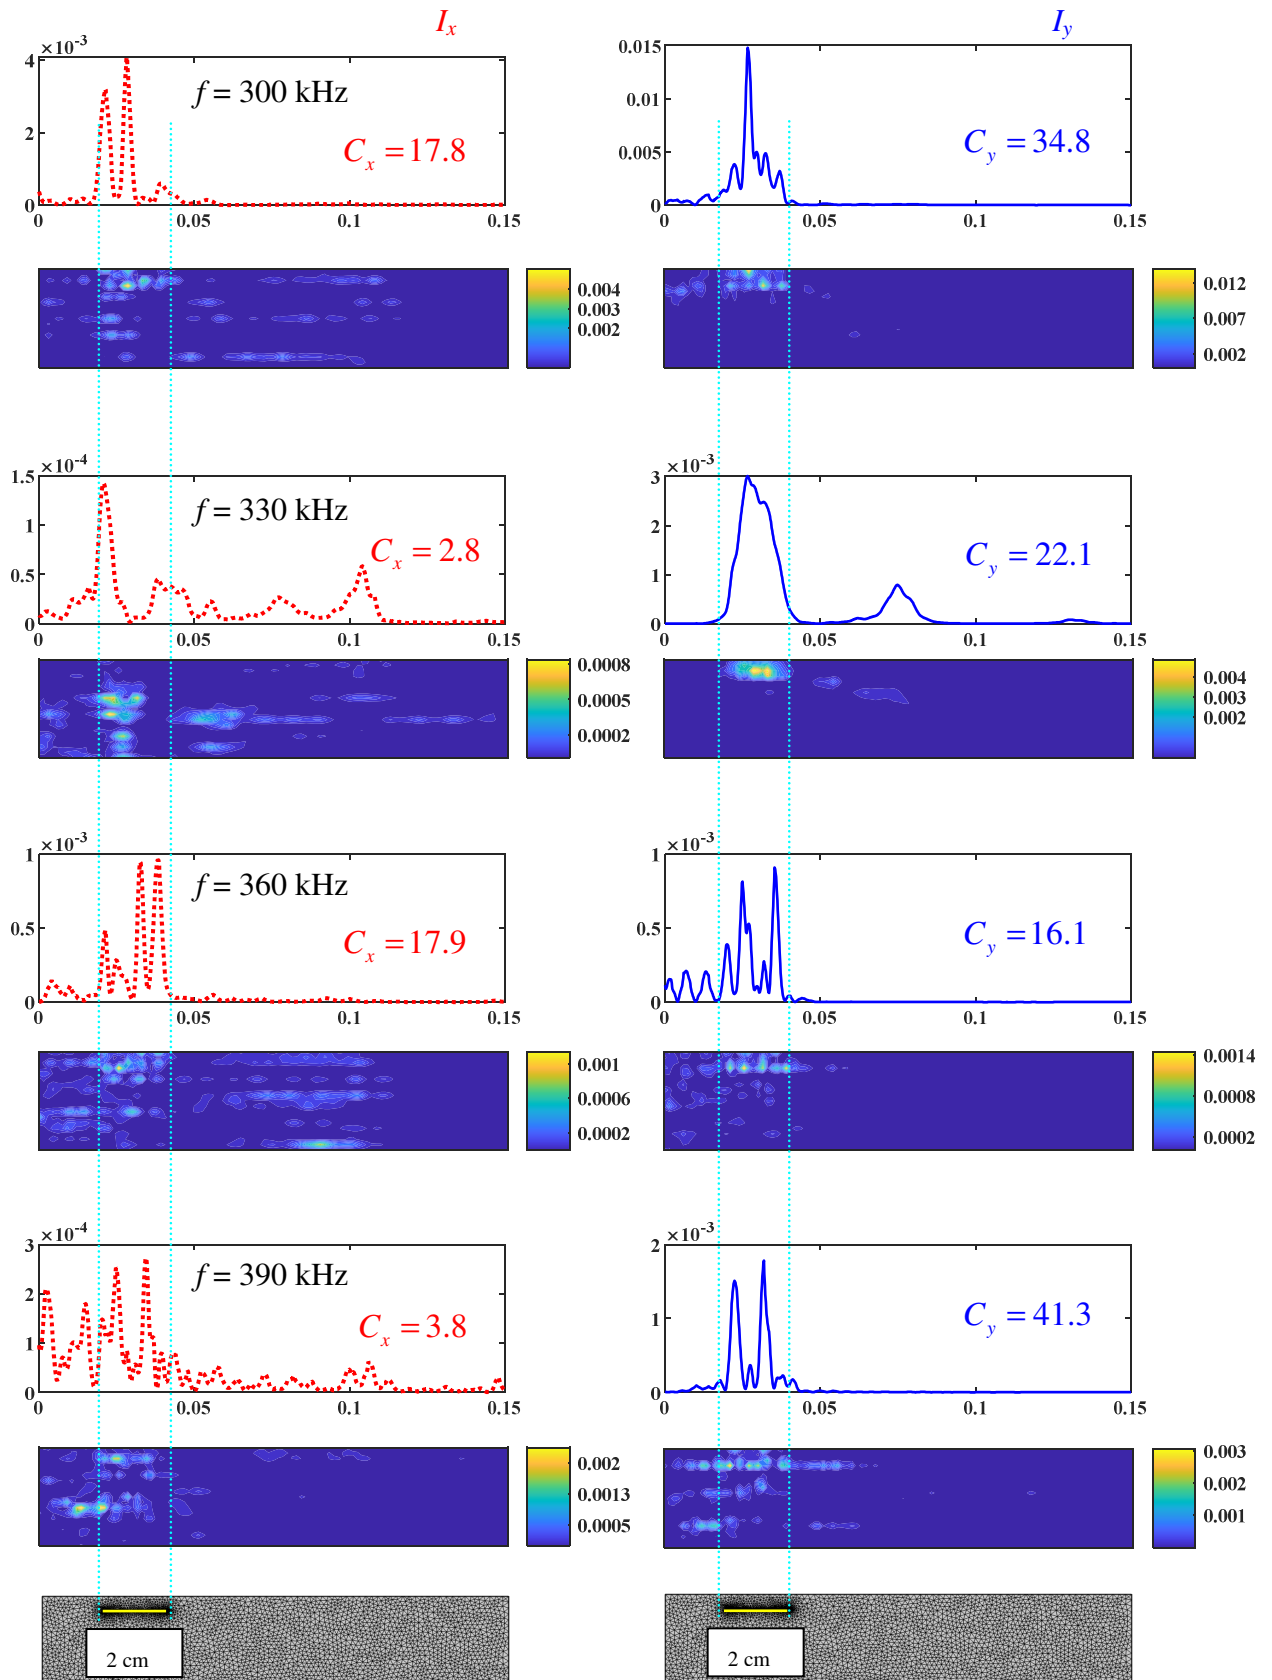 I_x
I_y
×10^-3
4
2
0
f = 300 kHz
C_x = 17.8
0 0.05 0.1 0.15
0.015
0.01
0.005
0
C_y = 34.8
0 0.05 0.1 0.15
0.004
0.003
0.002
0.012
0.007
0.002
×10^-4
1.5
1
0.5
0
f = 330 kHz
C_x = 2.8
0 0.05 0.1 0.15
×10^-3
3
2
1
0
C_y = 22.1
0 0.05 0.1 0.15
0.0008
0.0005
0.0002
0.004
0.003
0.002
×10^-3
1
0.5
0
f = 360 kHz
C_x = 17.9
0 0.05 0.1 0.15
×10^-3
1
0.5
0
C_y = 16.1
0 0.05 0.1 0.15
0.001
0.0006
0.0002
0.0014
0.0008
0.0002
×10^-4
3
2
1
0
f = 390 kHz
C_x = 3.8
0 0.05 0.1 0.15
×10^-3
2
1
0
C_y = 41.3
0 0.05 0.1 0.15
0.002
0.0013
0.0005
0.003
0.002
0.001
2 cm
2 cm